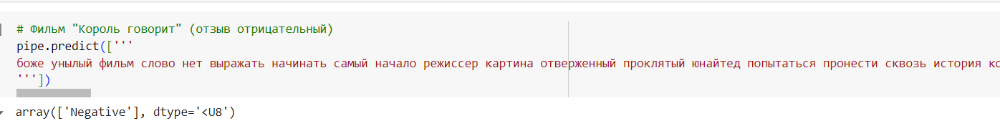 # Фильм "Король говорит" (отзыв отрицательный)
pipe.predict(['''
боже унылый фильм слово нет выражать начинать самый начало режиссер картина отверженный проклятый юнайтед попытаться пронести сквозь история
'''])
array(['Negative'], dtype='<U8')